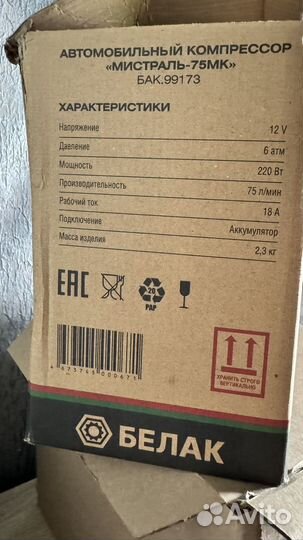 АВТОМОБИЛЬНЫЙ КОМПРЕССОР
«МИСТРАЛЬ-75МК»
БАК.99173
ХАРАКТЕРИСТИКИ
Напряжение 12 V
Давление 6 атм
Мощность 220 Вт
Производительность 75 л/мин
Рабочий ток 18 А
Подключение Аккумулятор
Масса изделия 2,3 кг
EAC
20
PAP
ХРАНИТЬ СТРОГО
ВЕРТИКАЛЬНО
БЕЛАК
Avito